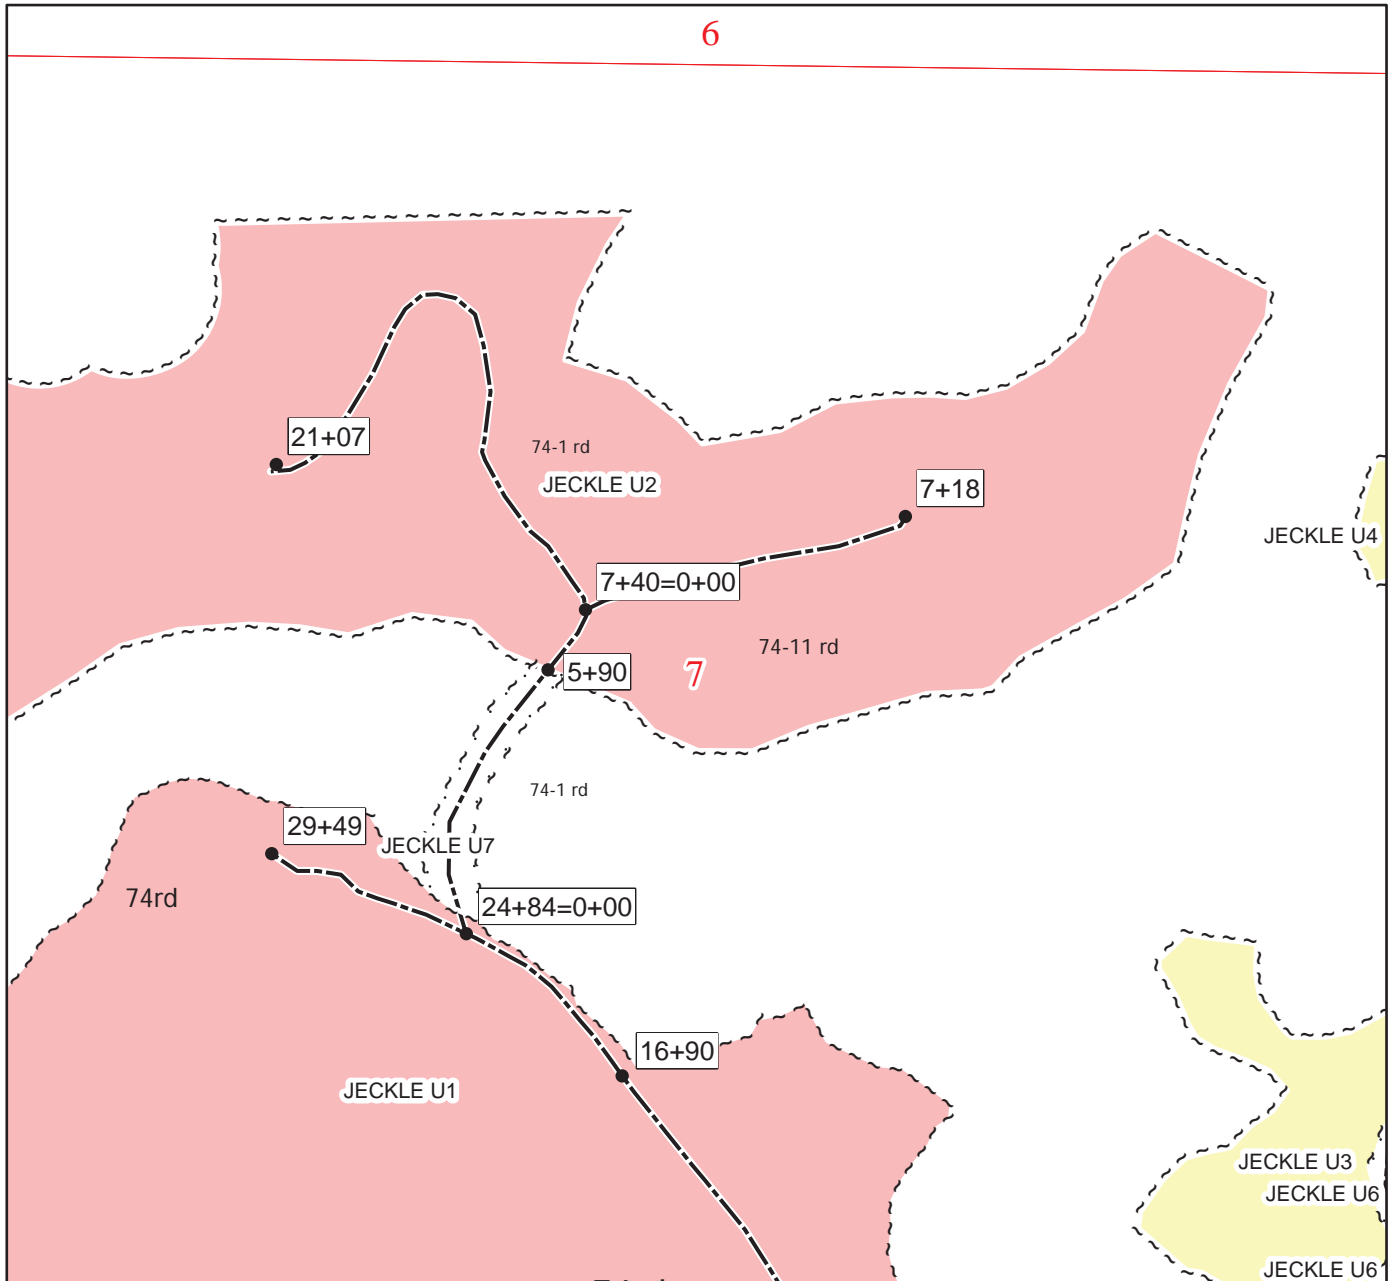 6
21+07
74-1 rd
JECKLE U2
7+18
JECKLE U4
7+40=0+00
74-11 rd
5+90
7
74-1 rd
29+49
JECKLE U7
74rd
24+84=0+00
16+90
JECKLE U1
JECKLE U3
JECKLE U6
JECKLE U6